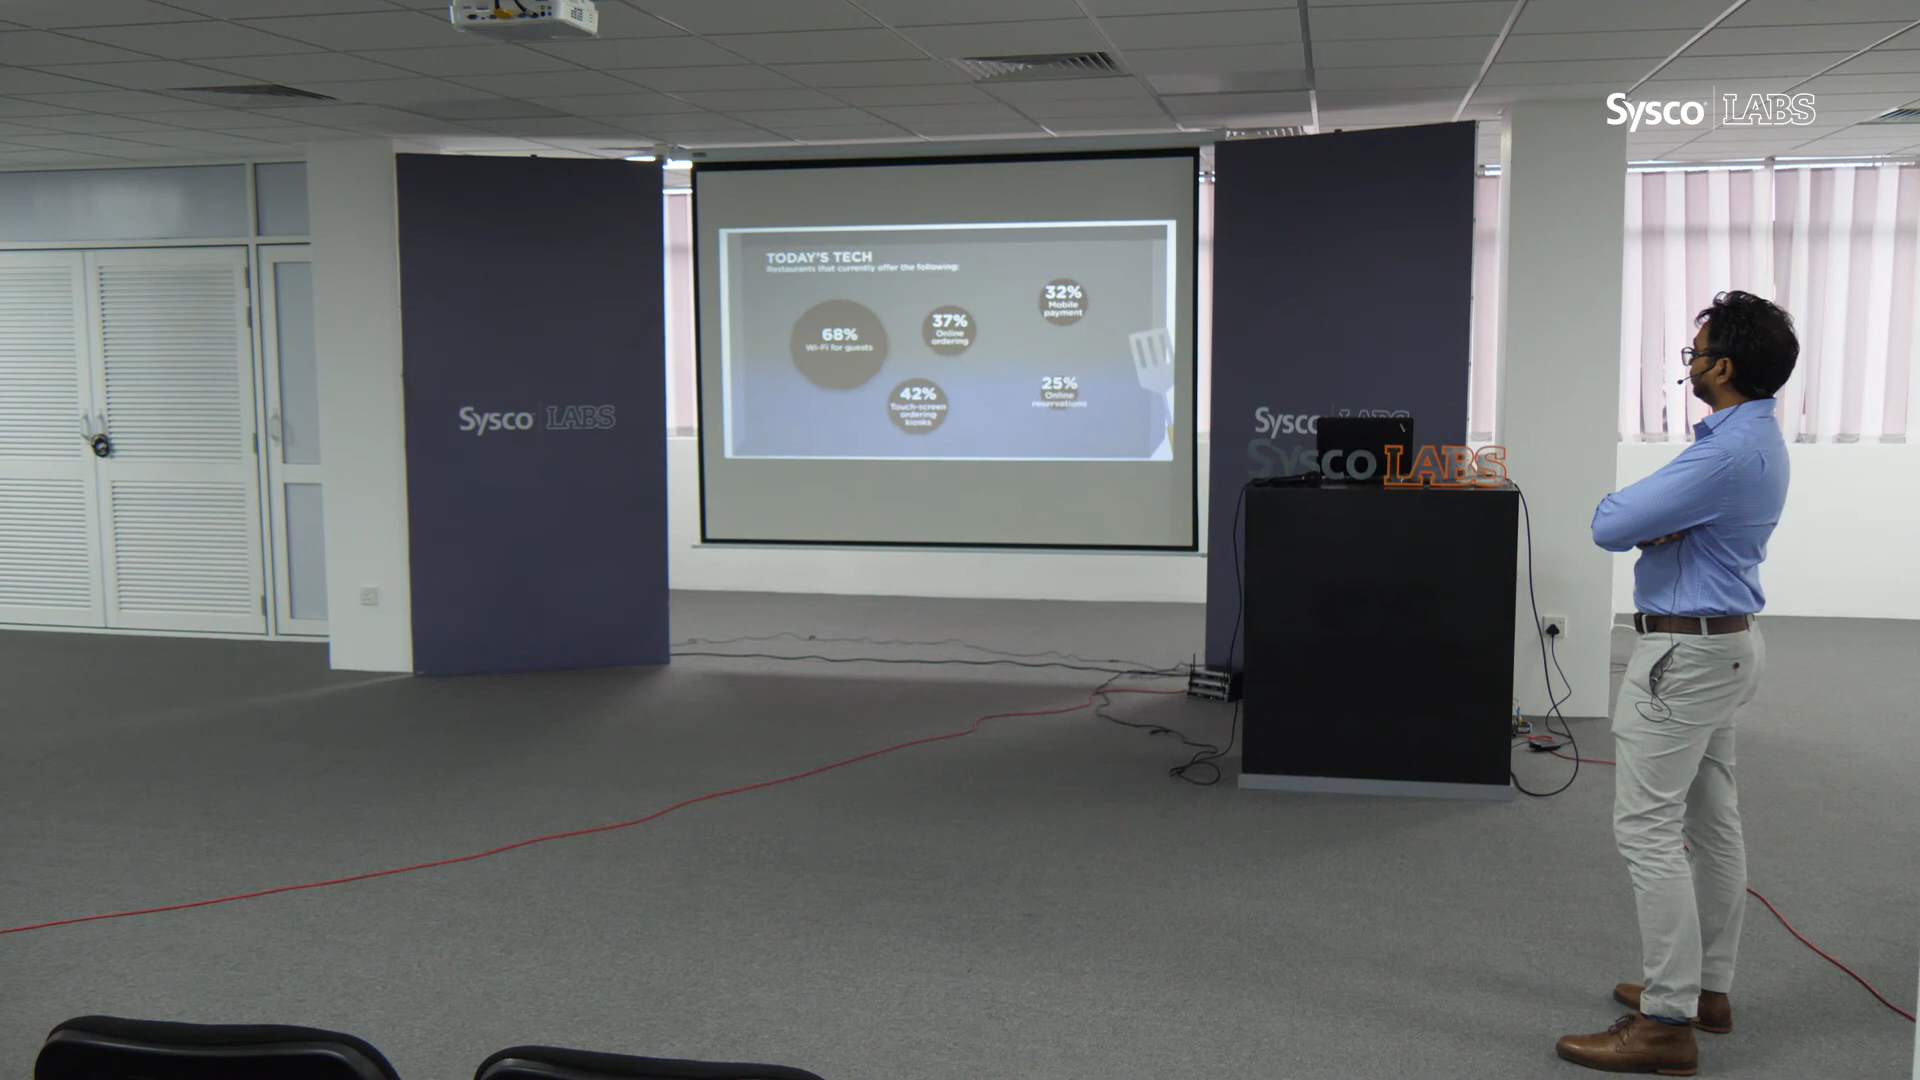 Sysco LABS
TODAY'S TECH
Restaurants that currently offer the following:
68%
Wi-Fi for guests
37%
Online
ordering
32%
Mobile
payment
42%
Touch-screen
ordering
kiosks
25%
Online
reservations
Sysco LABS
Sysco LABS
Sysco LABS